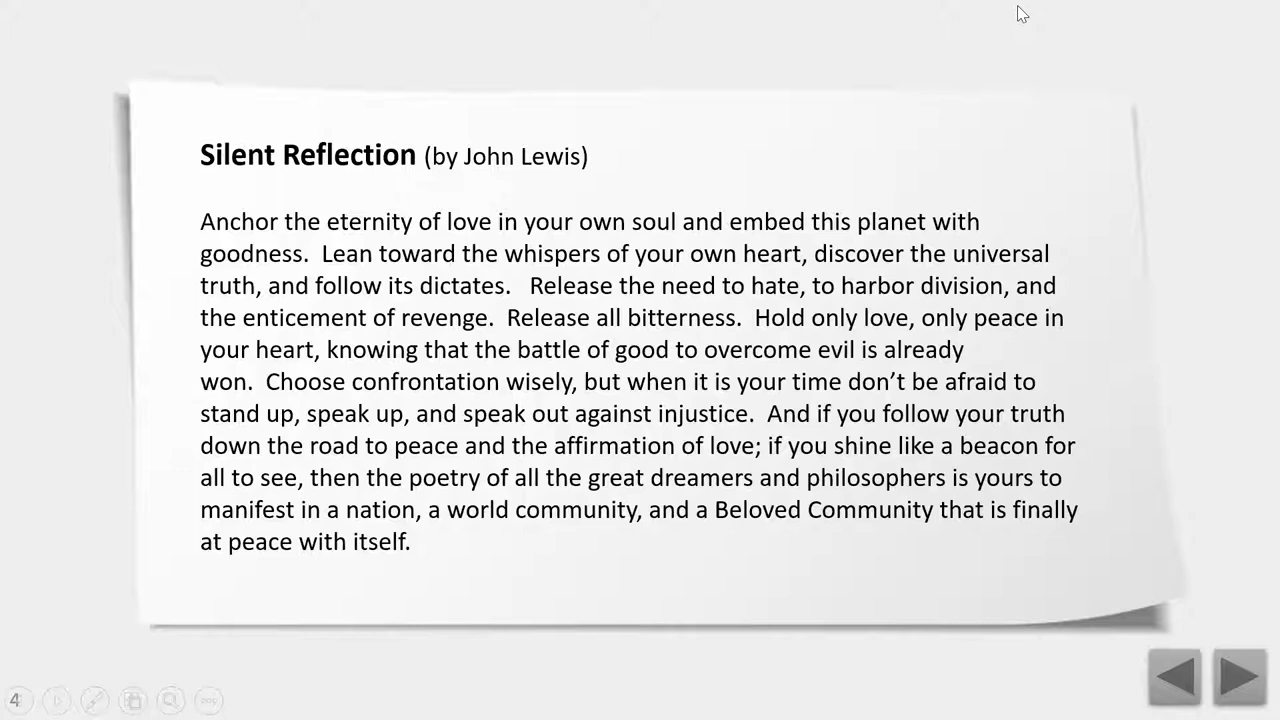 Silent Reflection (by John Lewis)
Anchor the eternity of love in your own soul and embed this planet with
goodness.  Lean toward the whispers of your own heart, discover the universal
truth, and follow its dictates.   Release the need to hate, to harbor division, and
the enticement of revenge.  Release all bitterness.  Hold only love, only peace in
your heart, knowing that the battle of good to overcome evil is already
won.  Choose confrontation wisely, but when it is your time don’t be afraid to
stand up, speak up, and speak out against injustice.  And if you follow your truth
down the road to peace and the affirmation of love; if you shine like a beacon for
all to see, then the poetry of all the great dreamers and philosophers is yours to
manifest in a nation, a world community, and a Beloved Community that is finally
at peace with itself.
4